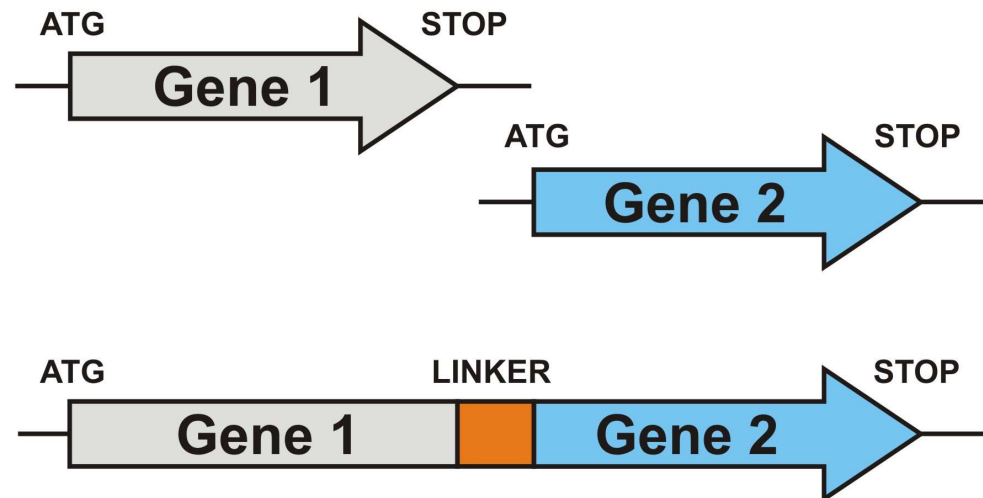 ATG STOP
Gene 1
ATG STOP
Gene 2
ATG LINKER STOP
Gene 1 Gene 2